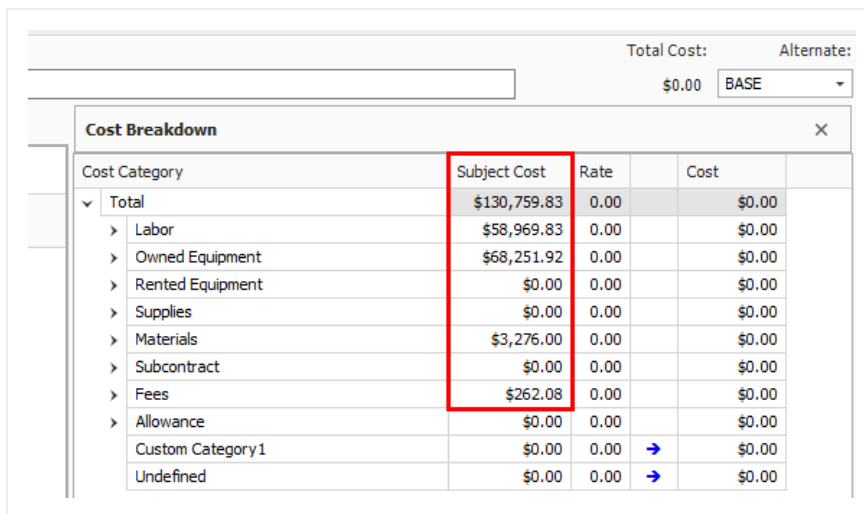 Total Cost: Alternate:
$0.00 BASE
Cost Breakdown
Cost Category Subject Cost Rate Cost
Total $130,759.83 0.00 $0.00
Labor $58,969.83 0.00 $0.00
Owned Equipment $68,251.92 0.00 $0.00
Rented Equipment $0.00 0.00 $0.00
Supplies $0.00 0.00 $0.00
Materials $3,276.00 0.00 $0.00
Subcontract $0.00 0.00 $0.00
Fees $262.08 0.00 $0.00
Allowance $0.00 0.00 $0.00
Custom Category1 $0.00 0.00 $0.00
Undefined $0.00 0.00 $0.00